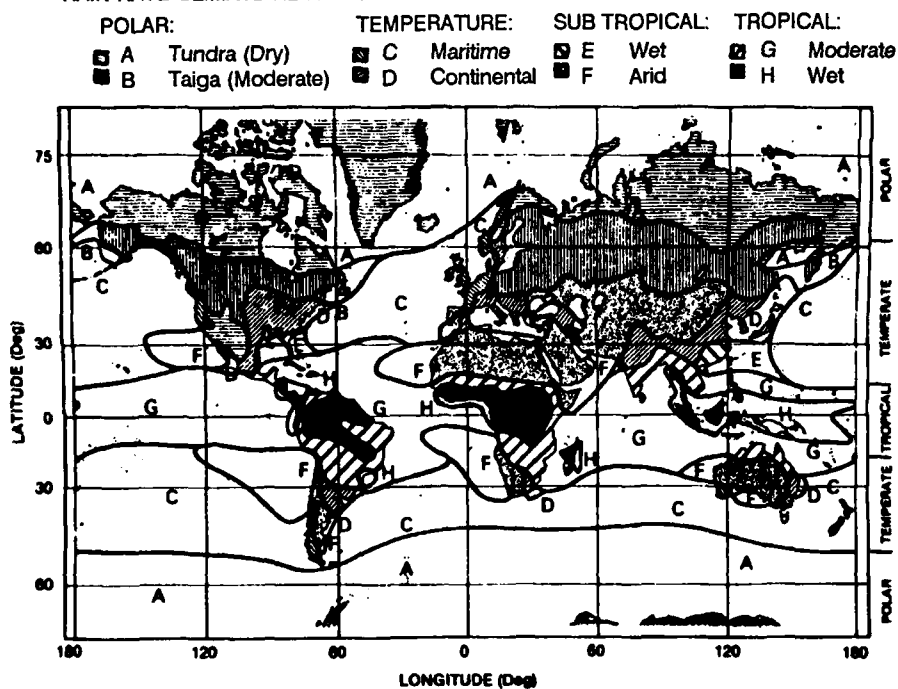 POLAR: TEMPERATURE: SUB TROPICAL: TROPICAL:
A Tundra (Dry) C Maritime E Wet G Moderate
B Taiga (Moderate) D Continental F Arid H Wet
75
60
30
0
30
60
LATITUDE (Deg)
A
A
A
C
B
A
A
B
C
B
C
D
C
F
F
F
E
H
G
G
G
H
H
G
G
F
H
F
H
F
C
D
C
D
C
D
C
A
A
A
POLAR
TEMPERATE
TROPICAL
TEMPERATE
POLAR
180 120 60 0 60 120 180
LONGITUDE (Deg)